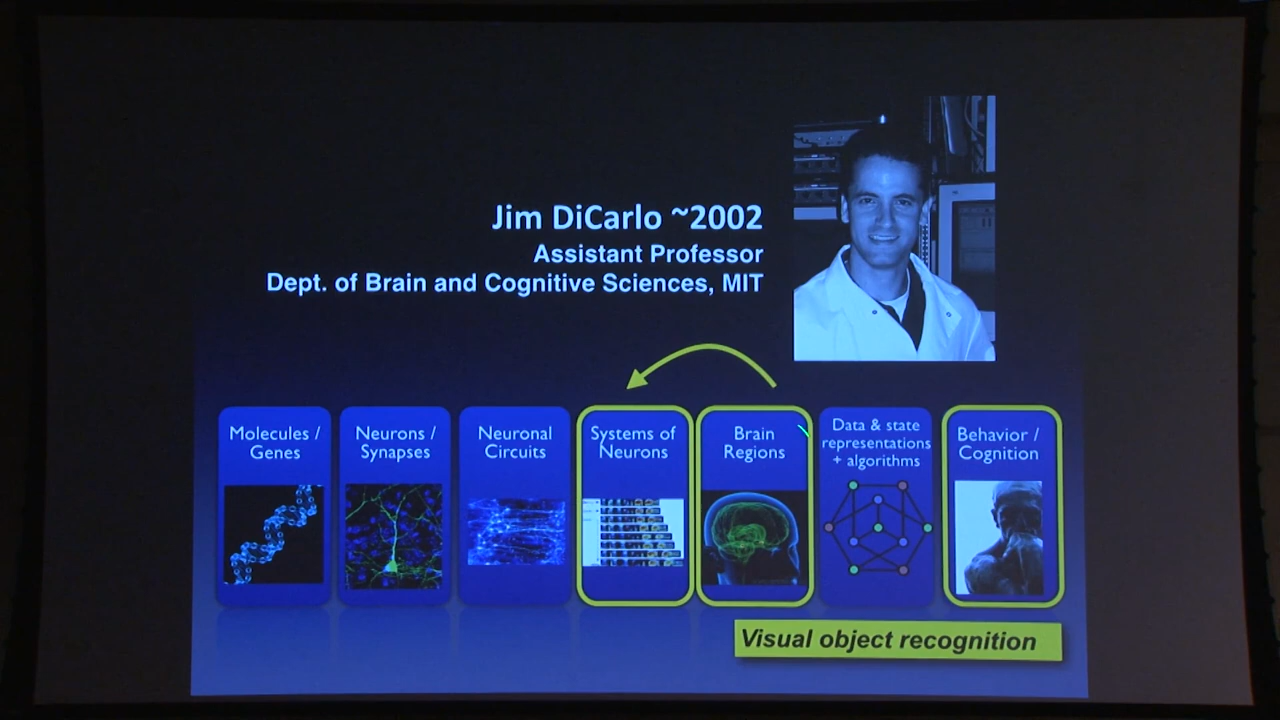 Jim DiCarlo ~2002
Assistant Professor
Dept. of Brain and Cognitive Sciences, MIT
Molecules /
Genes
Neurons /
Synapses
Neuronal
Circuits
Systems of
Neurons
Brain
Regions
Data & state
representations
+ algorithms
Behavior /
Cognition
Visual object recognition